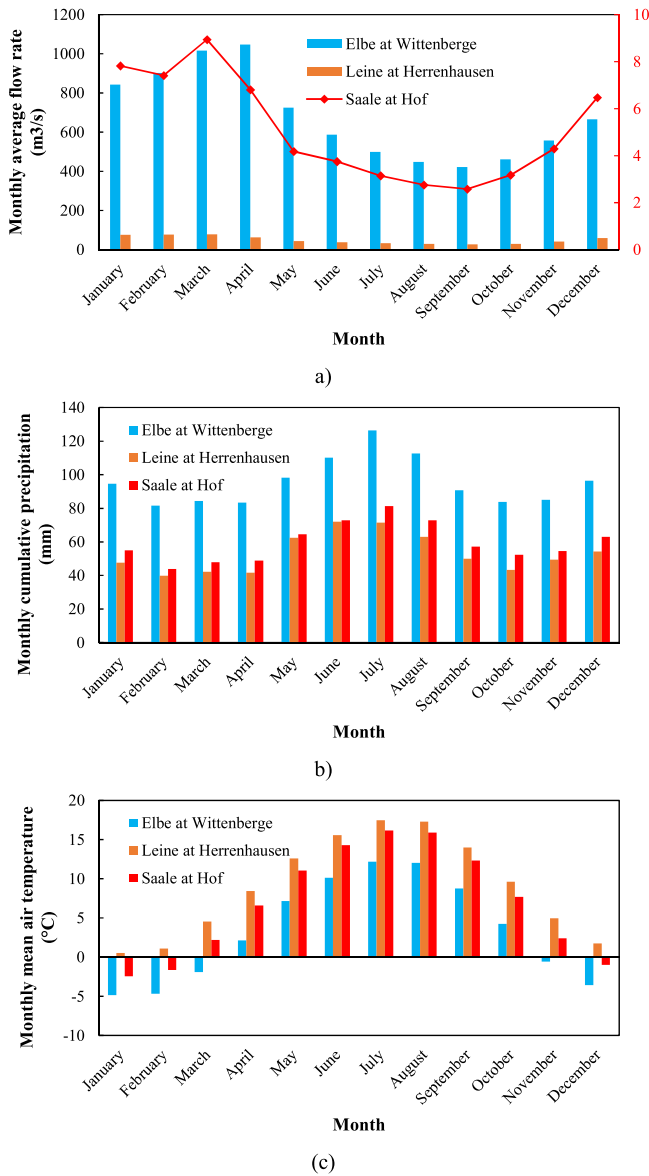 1200
1000
800
600
400
200
0
10
8
6
4
2
0
Monthly average flow rate
(m3/s)
Elbe at Wittenberge
Leine at Herrenhausen
Saale at Hof
January
February
March
April
May
June
July
August
September
October
November
December
Month
a)
140
120
100
80
60
40
20
0
Monthly cumulative precipitation
(mm)
Elbe at Wittenberge
Leine at Herrenhausen
Saale at Hof
January
February
March
April
May
June
July
August
September
October
November
December
Month
b)
20
15
10
5
0
-5
-10
Monthly mean air temperature
(°C)
Elbe at Wittenberge
Leine at Herrenhausen
Saale at Hof
January
February
March
April
May
June
July
August
September
October
November
December
Month
(c)